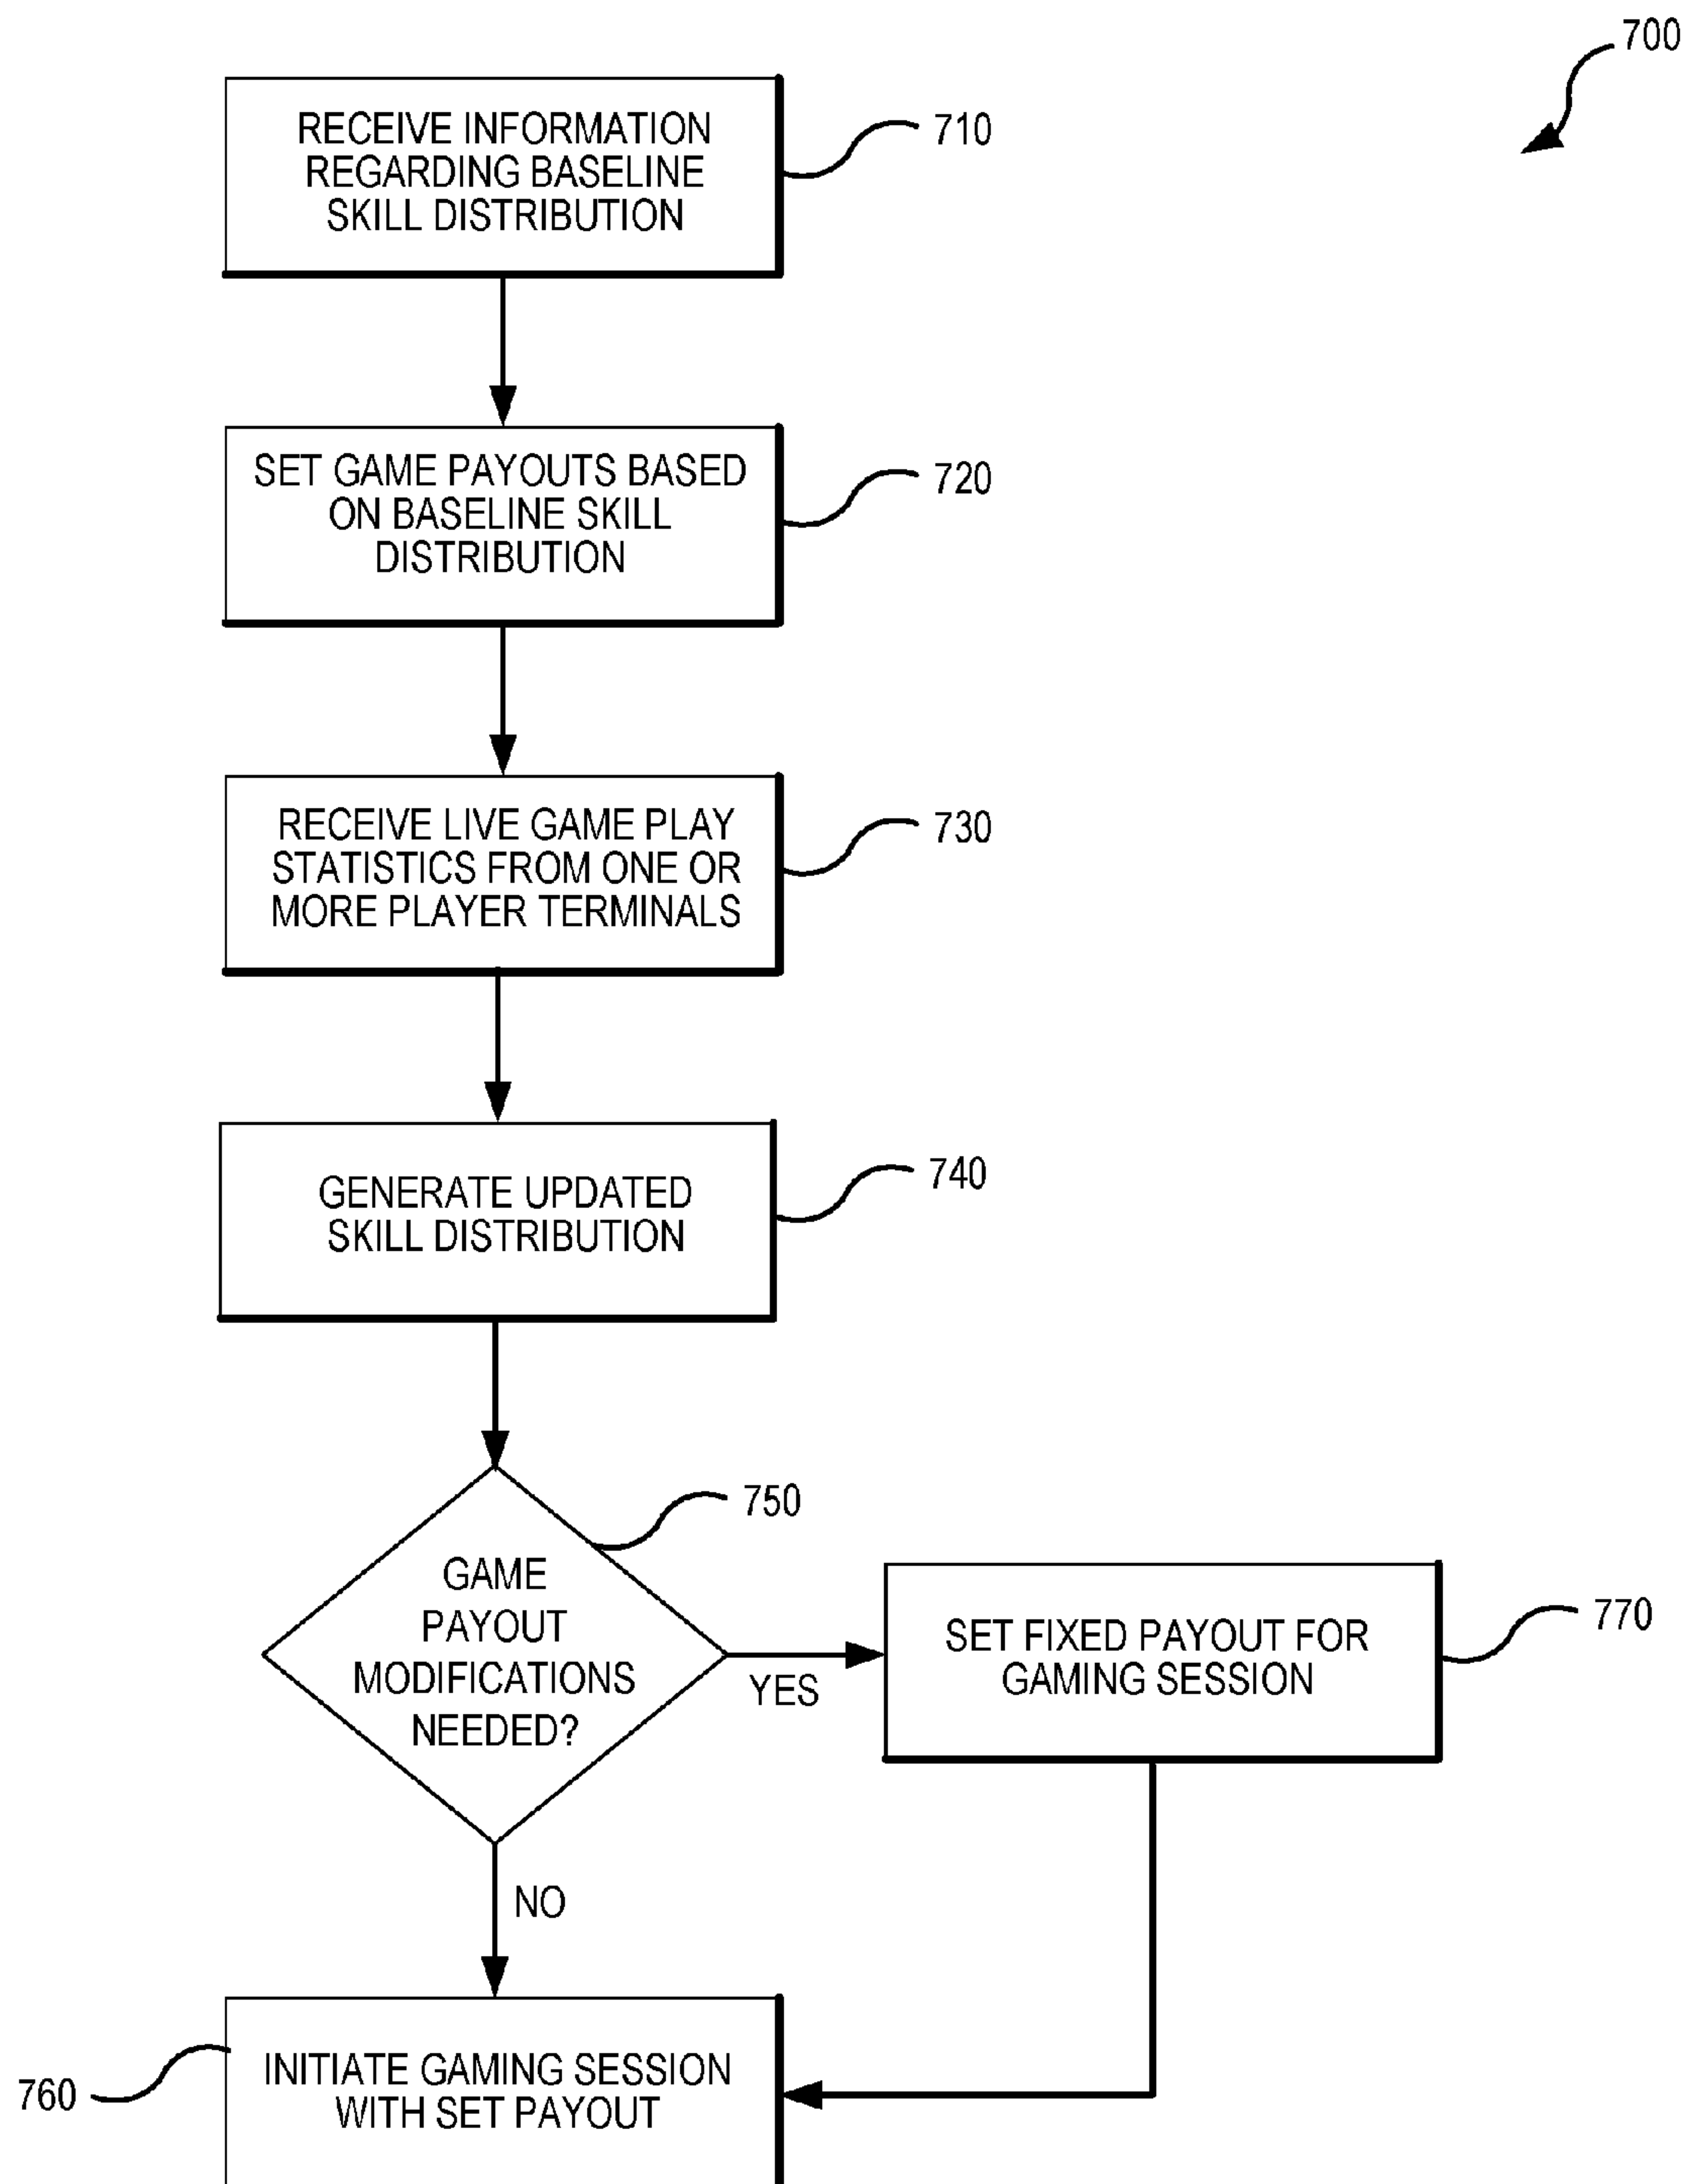 700
RECEIVE INFORMATION
REGARDING BASELINE
SKILL DISTRIBUTION
710
SET GAME PAYOUTS BASED
ON BASELINE SKILL
DISTRIBUTION
720
RECEIVE LIVE GAME PLAY
STATISTICS FROM ONE OR
MORE PLAYER TERMINALS
730
GENERATE UPDATED
SKILL DISTRIBUTION
740
GAME
PAYOUT
MODIFICATIONS
NEEDED?
750
YES
SET FIXED PAYOUT FOR
GAMING SESSION
770
NO
INITIATE GAMING SESSION
WITH SET PAYOUT
760